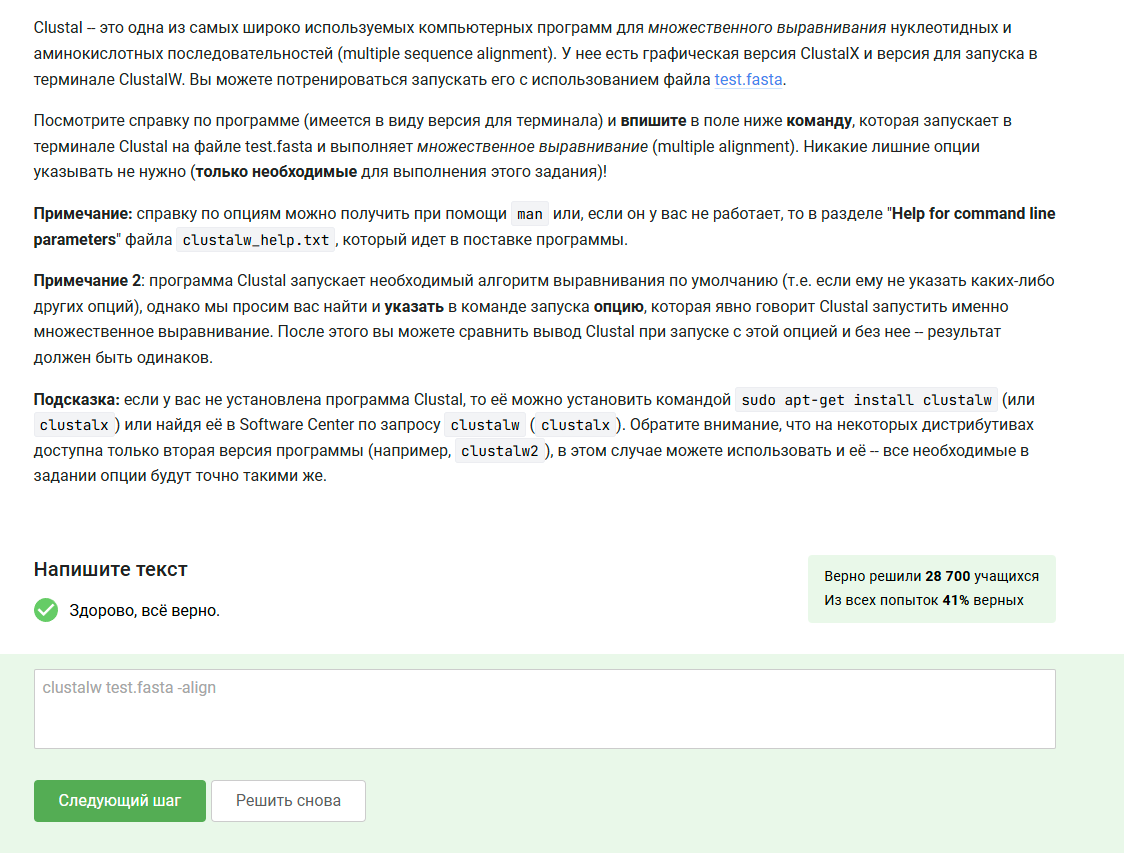 Clustal -- это одна из самых широко используемых компьютерных программ для множественного выравнивания нуклеотидных и
аминокислотных последовательностей (multiple sequence alignment). У нее есть графическая версия ClustalX и версия для запуска в
терминале ClustalW. Вы можете потренироваться запускать его с использованием файла test.fasta.
Посмотрите справку по программе (имеется в виду версия для терминала) и впишите в поле ниже команду, которая запускает в
терминале Clustal на файле test.fasta и выполняет множественное выравнивание (multiple alignment). Никакие лишние опции
указывать не нужно (только необходимые для выполнения этого задания)!
Примечание: справку по опциям можно получить при помощи man или, если он у вас не работает, то в разделе "Help for command line
parameters" файла clustalw_help.txt, который идет в поставке программы.
Примечание 2: программа Clustal запускает необходимый алгоритм выравнивания по умолчанию (т.е. если ему не указать каких-либо
других опций), однако мы просим вас найти и указать в команде запуска опцию, которая явно говорит Clustal запустить именно
множественное выравнивание. После этого вы можете сравнить вывод Clustal при запуске с этой опцией и без нее -- результат
должен быть одинаков.
Подсказка: если у вас не установлена программа Clustal, то её можно установить командой sudo apt-get install clustalw (или
clustalx) или найдя её в Software Center по запросу clustalw (clustalx). Обратите внимание, что на некоторых дистрибутивах
доступна только вторая версия программы (например, clustalw2), в этом случае можете использовать и её -- все необходимые в
задании опции будут точно такими же.
Напишите текст
Верно решили 28 700 учащихся
Из всех попыток 41% верных
Здорово, всё верно.
clustalw test.fasta -align
Следующий шаг
Решить снова